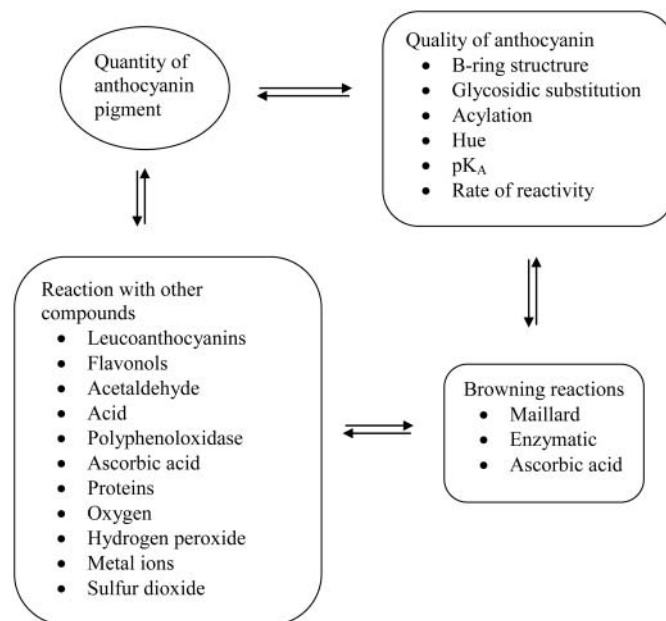 Quantity of
anthocyanin
pigment
Quality of anthocyanin
• B-ring structrure
• Glycosidic substitution
• Acylation
• Hue
• pKA
• Rate of reactivity
Reaction with other
compounds
• Leucoanthocyanins
• Flavonols
• Acetaldehyde
• Acid
• Polyphenoloxidase
• Ascorbic acid
• Proteins
• Oxygen
• Hydrogen peroxide
• Metal ions
• Sulfur dioxide
Browning reactions
• Maillard
• Enzymatic
• Ascorbic acid